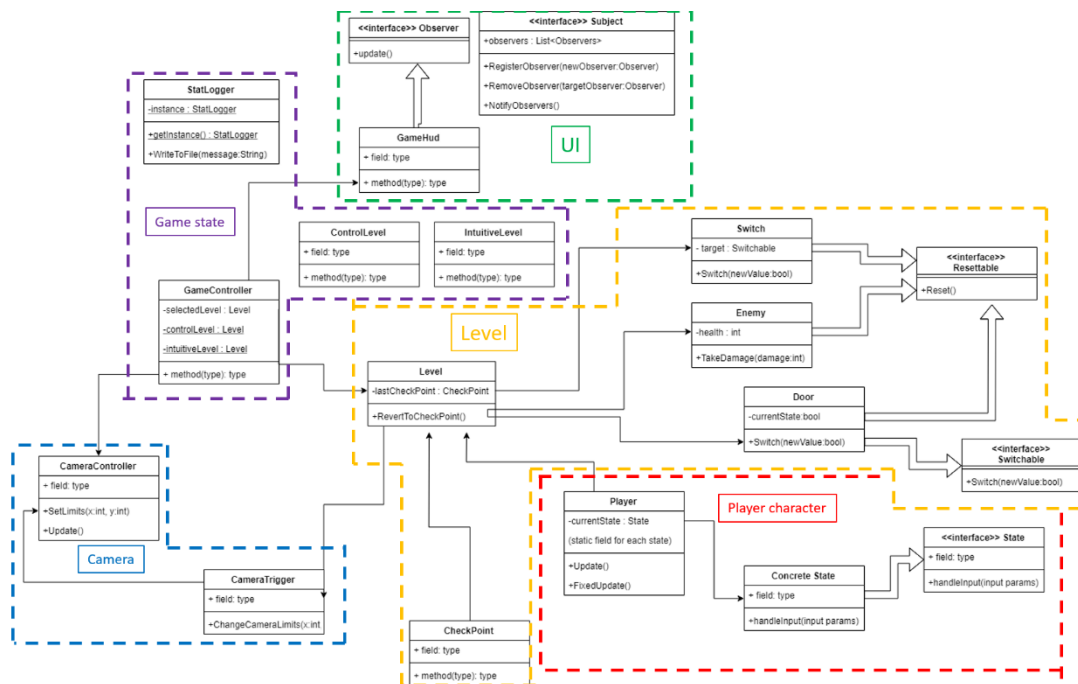 <<interface>> Observer
+update()
<<interface>> Subject
+observers : List<Observers>
+RegisterObserver(newObserver:Observer)
+RemoveObserver(targetObserver:Observer)
+NotifyObservers()
GameHud
+ field: type
+ method(type): type
UI
StatLogger
-instance : StatLogger
+getInstance() : StatLogger
+WriteToFile(message:String)
Game state
ControlLevel
+ field: type
+ method(type): type
IntuitiveLevel
+ field: type
+ method(type): type
GameController
-selectedLevel : Level
-controlLevel : Level
-intuitiveLevel : Level
+ method(type): type
Level
Switch
- target : Switchable
+Switch(newValue:bool)
<<interface>>
Resettable
+Reset()
Enemy
-health : int
+TakeDamage(damage:int)
Level
-lastCheckPoint : CheckPoint
+RevertToCheckPoint()
Door
-currentState:bool
+Switch(newValue:bool)
<<interface>>
Switchable
+Switch(newValue:bool)
CameraController
+ field: type
+SetLimits(x:int, y:int)
+Update()
Camera
CameraTrigger
+ field: type
+ChangeCameraLimits(x:int
CheckPoint
+ field: type
+ method(type): type
Player
-currentState : State
(static field for each state)
+Update()
+FixedUpdate()
Player character
Concrete State
+ field: type
+handleInput(input params)
<<interface>> State
+ field: type
+handleInput(input params)